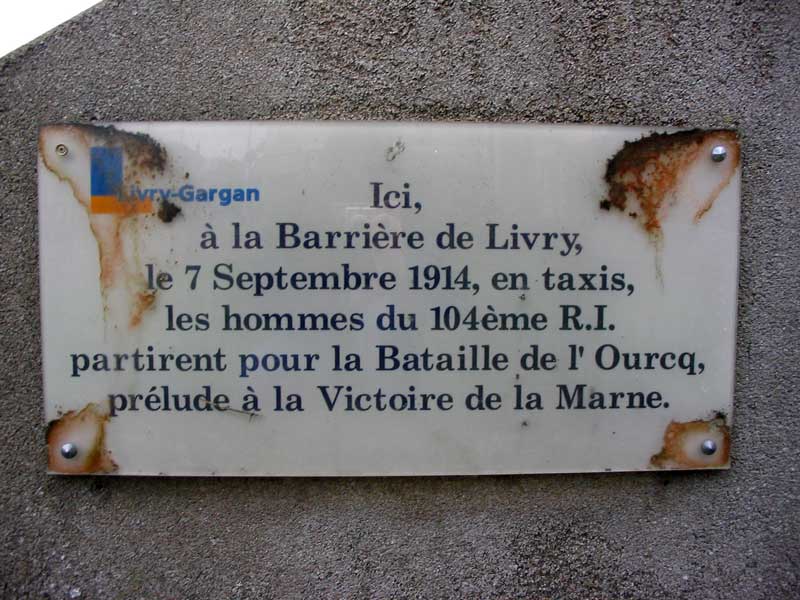 Livry-Gargan
Ici,
à la Barrière de Livry,
le 7 Septembre 1914, en taxis,
les hommes du 104ème R.I.
partirent pour la Bataille de l' Ourcq,
prélude à la Victoire de la Marne.